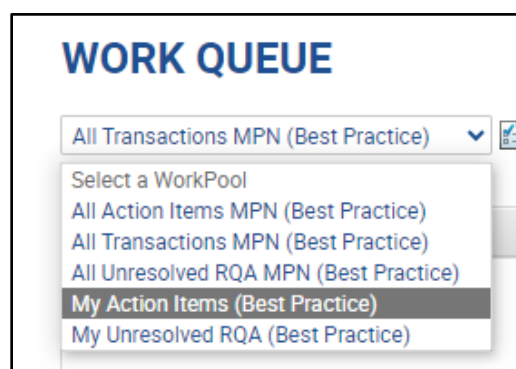 WORK QUEUE
All Transactions MPN (Best Practice)
Select a WorkPool
All Action Items MPN (Best Practice)
All Transactions MPN (Best Practice)
All Unresolved RQA MPN (Best Practice)
My Action Items (Best Practice)
My Unresolved RQA (Best Practice)